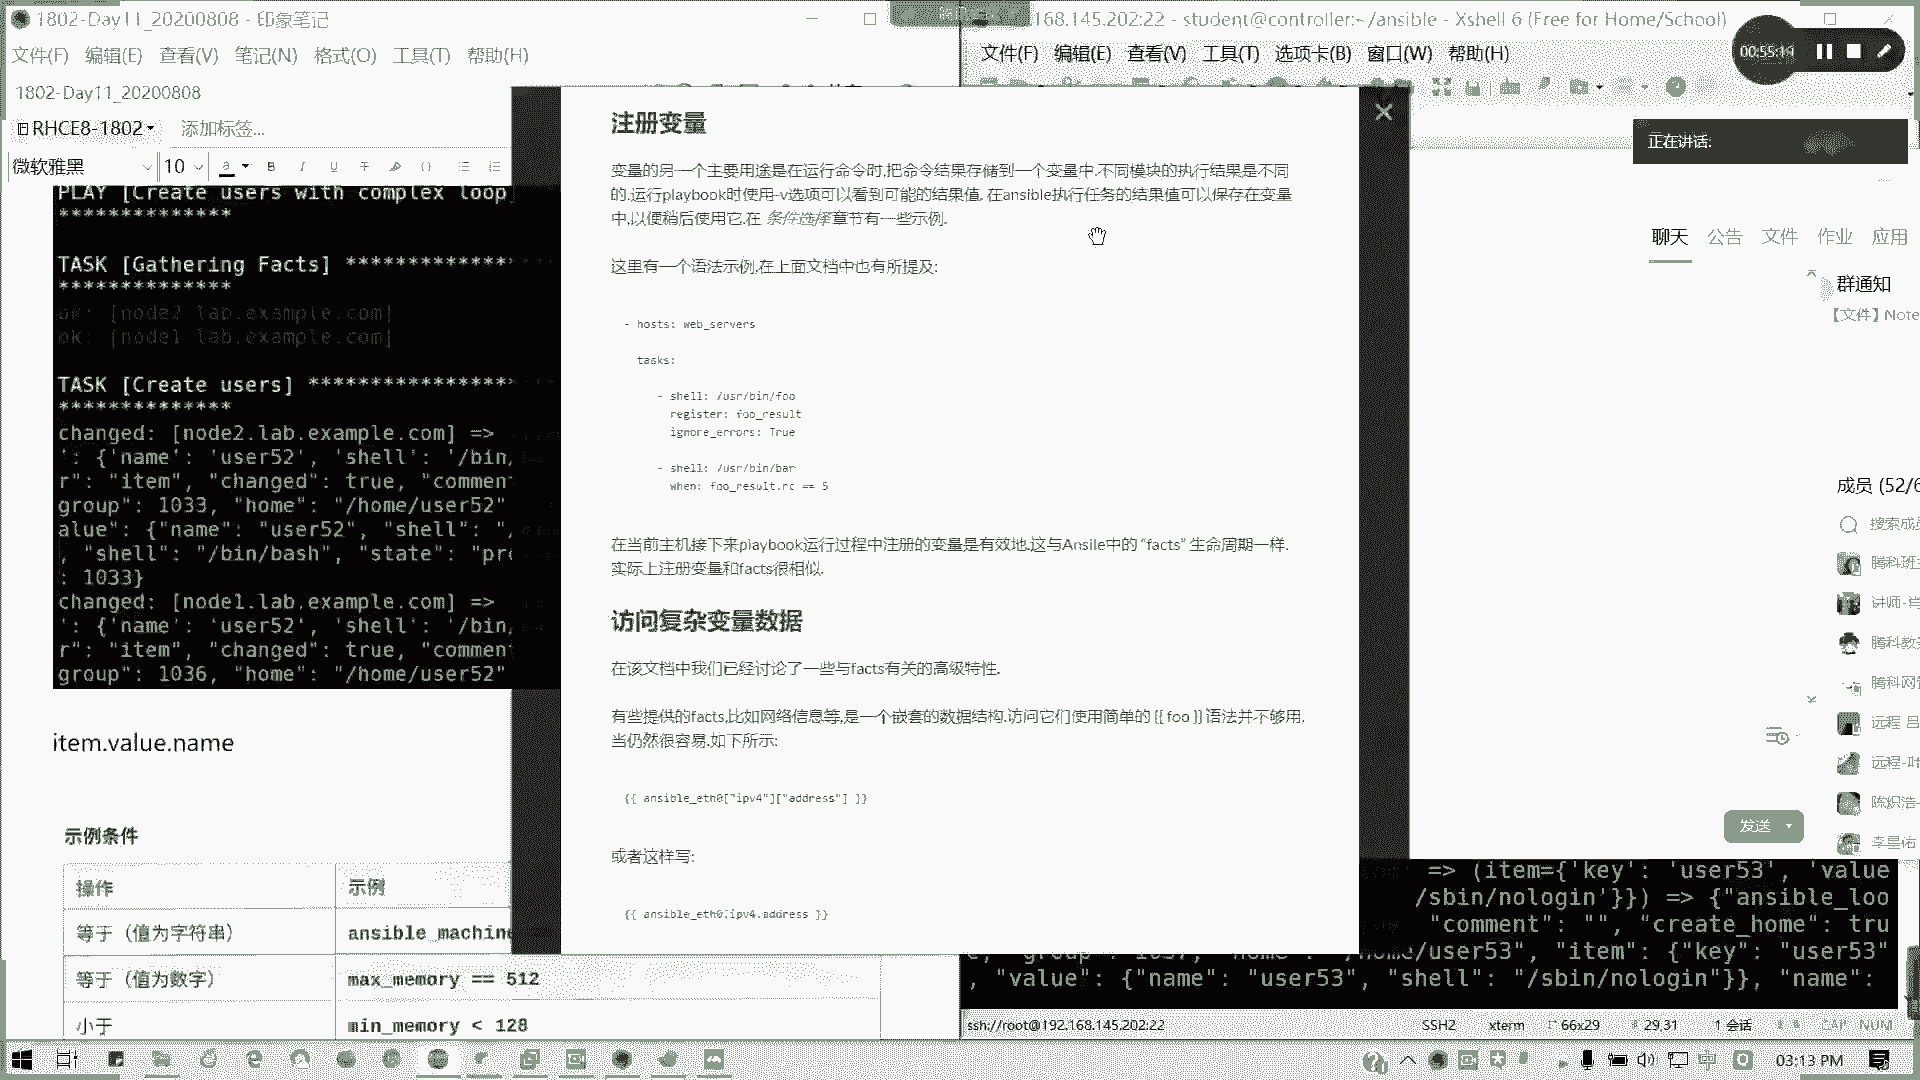 1802-Day11_20200808 - 印象笔记
文件(F) 编辑(E) 查看(V) 笔记(N) 格式(O) 工具(T) 帮助(H)
1802-Day11_20200808
RHCE8-1802 添加标签...
微软雅黑 10
PLAY [Create users with complex loop]
**************
TASK [Gathering Facts] **************
**************
ok: [node2 lab.example.com]
ok: [node1 lab.example.com]
TASK [Create users] *****************
**************
changed: [node2.lab.example.com] =>
': {'name': 'user52', 'shell': '/bin/
r": "item", "changed": true, "commen
group": 1033, "home": "/home/user52"
alue": {"name": "user52", "shell": "/
, "shell": "/bin/bash", "state": "pre
: 1033}
changed: [node1.lab.example.com] =>
': {'name': 'user52', 'shell': '/bin/
r": "item", "changed": true, "commen
group": 1036, "home": "/home/user52"
item.value.name
示例条件
操作 示例
等于（值为字符串） ansible_machine
等于（值为数字） max_memory == 512
小于 min_memory < 128
注册变量
变量的另一个主要用途是在运行命令时,把命令结果存储到一个变量中.不同模块的执行结果是不同
的.运行playbook时使用-v选项可以看到可能的结果值. 在ansible执行任务的结果值可以保存在变量
中,以便稍后使用它.在 条件选择章节有一些示例.
这里有一个语法示例,在上面文档中也有所提及:
- hosts: web_servers
tasks:
- shell: /usr/bin/foo
register: foo_result
ignore_errors: True
- shell: /usr/bin/bar
when: foo_result.rc == 5
在当前主机接下来playbook运行过程中注册的变量是有效地.这与Ansile中的 “facts” 生命周期一样.
实际上注册变量和facts很相似.
访问复杂变量数据
在该文档中我们已经讨论了一些与facts有关的高级特性.
有些提供的facts,比如网络信息等,是一个嵌套的数据结构.访问它们使用简单的 {{ foo }} 语法并不够用,
当仍然很容易.如下所示:
{{ ansible_eth0["ipv4"]["address"] }}
或者这样写:
{{ ansible_eth0.ipv4.address }}
168.145.202:22 - student@controller:~/ansible - Xshell 6 (Free for Home/School)
文件(F) 编辑(E) 查看(V) 工具(T) 选项卡(B) 窗口(W) 帮助(H)
00:55:19
正在讲话:
聊天 公告 文件 作业 应用
群通知
【文件】Note
成员 (52/6
搜索成员
腾科班主
讲师-肖
腾科教务
腾科网管
远程 吕
远程-叶
陈炽浩-
李星佑
发送
=> (item={'key': 'user53', 'value
/sbin/nologin'}}) => {"ansible_loo
"comment": "", "create_home": tru
e/user53", "item": {"key": "user53"
, "value": {"name": "user53", "shell": "/sbin/nologin"}}, "name":
ssh://root@192.168.145.202:22 SSH2 xterm 66x29 29,31 1 会话 CAP NUM
03:13 PM